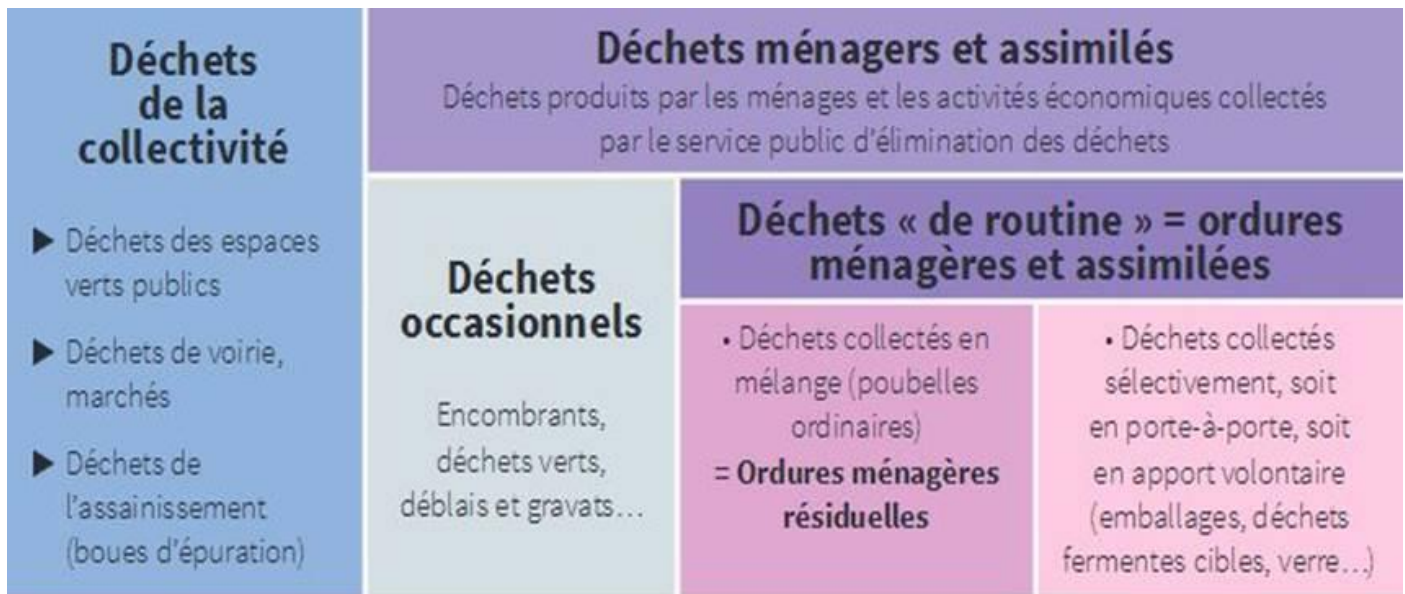 Déchets
de la
collectivité
▶ Déchets des espaces
verts publics
▶ Déchets de voirie,
marchés
▶ Déchets de
l'assainissement
(boues d'épuration)
Déchets ménagers et assimilés
Déchets produits par les ménages et les activités économiques collectés
par le service public d'élimination des déchets
Déchets
occasionnels
Encombrants,
déchets verts,
déblais et gravats...
Déchets « de routine » = ordures
ménagères et assimilées
• Déchets collectés en
mélange (poubelles
ordinaires)
= Ordures ménagères
résiduelles
• Déchets collectés
sélectivement, soit
en porte-à-porte, soit
en apport volontaire
(emballages, déchets
fermentes cibles, verre...)